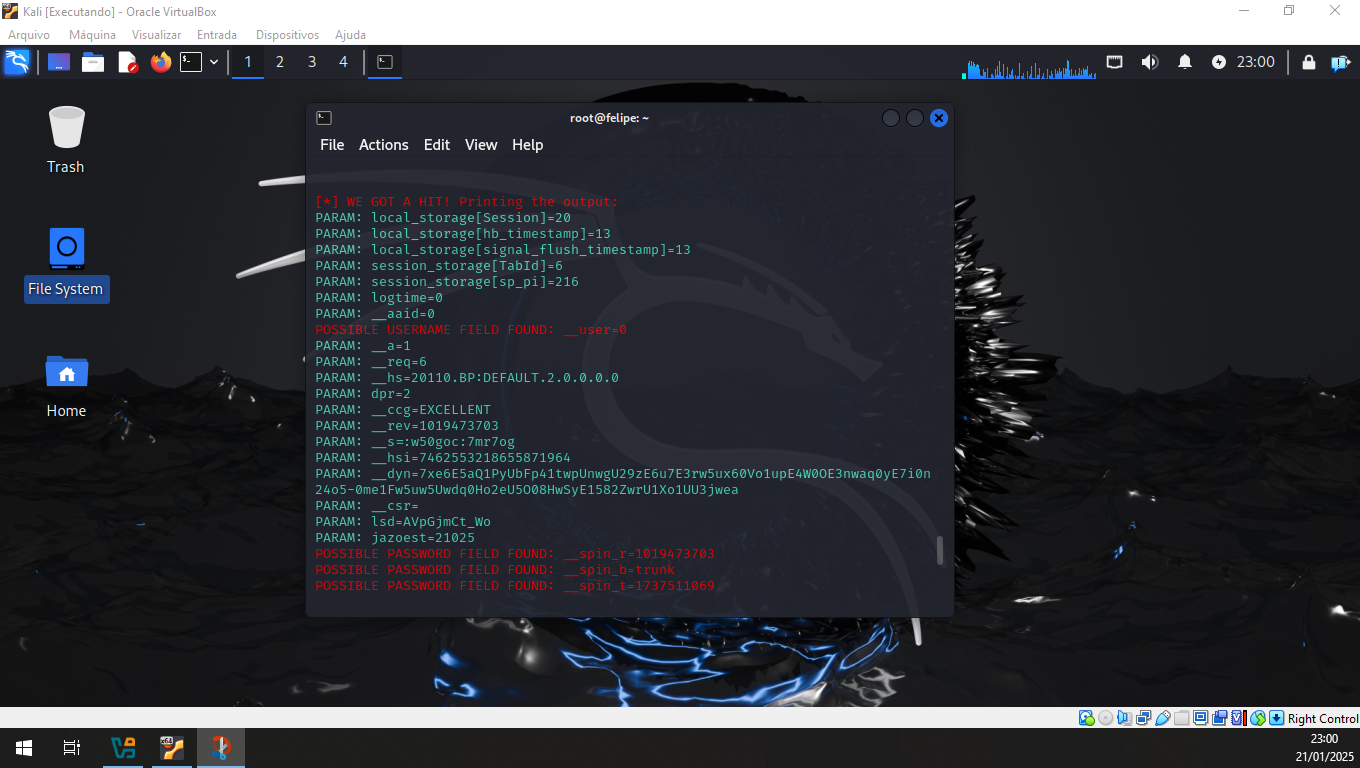 Kali [Executando] - Oracle VirtualBox
Arquivo Máquina Visualizar Entrada Dispositivos Ajuda
1 2 3 4 23:00
Trash
File System
Home
root@felipe: ~
File Actions Edit View Help
[*] WE GOT A HIT! Printing the output:
PARAM: local_storage[Session]=20
PARAM: local_storage[hb_timestamp]=13
PARAM: local_storage[signal_flush_timestamp]=13
PARAM: session_storage[TabId]=6
PARAM: session_storage[sp_pi]=216
PARAM: logtime=0
PARAM: __aaid=0
POSSIBLE USERNAME FIELD FOUND: __user=0
PARAM: __a=1
PARAM: __req=6
PARAM: __hs=20110.BP:DEFAULT.2.0.0.0.0
PARAM: dpr=2
PARAM: __ccg=EXCELLENT
PARAM: __rev=1019473703
PARAM: __s=:w50goc:7mr7og
PARAM: __hsi=7462553218655871964
PARAM: __dyn=7xe6E5aQ1PyUbFp41twpUnwgU29zE6u7E3rw5ux60Vo1upE4W0OE3nwaq0yE7i0n
24o5-0me1Fw5uw5Uwdq0Ho2eU5O08HwSyE1582ZwrU1Xo1UU3jwea
PARAM: __csr=
PARAM: lsd=AVpGjmCt_Wo
PARAM: jazoest=21025
POSSIBLE PASSWORD FIELD FOUND: __spin_r=1019473703
POSSIBLE PASSWORD FIELD FOUND: __spin_b=trunk
POSSIBLE PASSWORD FIELD FOUND: __spin_t=1737511069
Right Control
23:00
21/01/2025